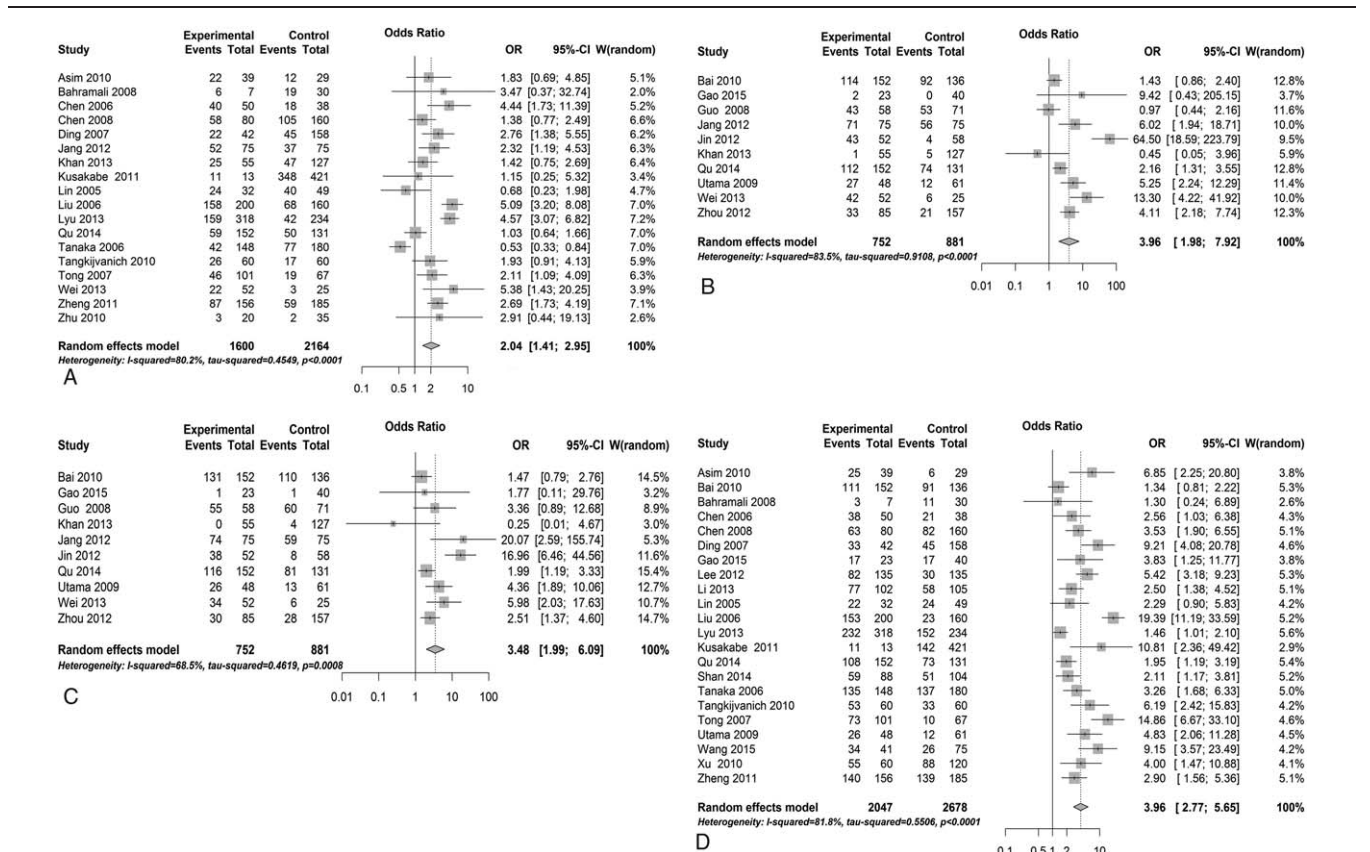 Experimental Control Odds Ratio
Study Events Total Events Total OR 95%-CI W(random)
Asim 2010 22 39 12 29 1.83 [0.69; 4.85] 5.1%
Bahramali 2008 6 7 19 30 3.47 [0.37; 32.74] 2.0%
Chen 2006 40 50 18 38 4.44 [1.73; 11.39] 5.2%
Chen 2008 58 80 105 160 1.38 [0.77; 2.49] 6.6%
Ding 2007 22 42 45 158 2.76 [1.38; 5.55] 6.2%
Jang 2012 52 75 37 75 2.32 [1.19; 4.53] 6.3%
Khan 2013 25 55 47 127 1.42 [0.75; 2.69] 6.4%
Kusakabe 2011 11 13 348 421 1.15 [0.25; 5.32] 3.4%
Lin 2005 24 32 40 49 0.68 [0.23; 1.98] 4.7%
Liu 2006 158 200 68 160 5.09 [3.20; 8.08] 7.0%
Lyu 2013 159 318 42 234 4.57 [3.07; 6.82] 7.2%
Qu 2014 59 152 50 131 1.03 [0.64; 1.66] 7.0%
Tanaka 2006 42 148 77 180 0.53 [0.33; 0.84] 7.0%
Tangkijvanich 2010 26 60 17 60 1.93 [0.91; 4.13] 5.9%
Tong 2007 46 101 19 67 2.11 [1.09; 4.09] 6.3%
Wei 2013 22 52 3 25 5.38 [1.43; 20.25] 3.9%
Zheng 2011 87 156 59 185 2.69 [1.73; 4.19] 7.1%
Zhu 2010 3 20 2 35 2.91 [0.44; 19.13] 2.6%
Random effects model 1600 2164 2.04 [1.41; 2.95] 100%
Heterogeneity: I-squared=80.2%, tau-squared=0.4549, p<0.0001
A
0.1 0.5 1 2 10
Experimental Control Odds Ratio
Study Events Total Events Total OR 95%-CI W(random)
Bai 2010 114 152 92 136 1.43 [ 0.86; 2.40] 12.8%
Gao 2015 2 23 0 40 9.42 [ 0.43; 205.15] 3.7%
Guo 2008 43 58 53 71 0.97 [ 0.44; 2.16] 11.6%
Jang 2012 71 75 56 75 6.02 [ 1.94; 18.71] 10.0%
Jin 2012 43 52 4 58 64.50 [18.59; 223.79] 9.5%
Khan 2013 1 55 5 127 0.45 [ 0.05; 3.96] 5.9%
Qu 2014 112 152 74 131 2.16 [ 1.31; 3.55] 12.8%
Utama 2009 27 48 12 61 5.25 [ 2.24; 12.29] 11.4%
Wei 2013 42 52 6 25 13.30 [ 4.22; 41.92] 10.0%
Zhou 2012 33 85 21 157 4.11 [ 2.18; 7.74] 12.3%
Random effects model 752 881 3.96 [ 1.98; 7.92] 100%
Heterogeneity: I-squared=83.5%, tau-squared=0.9108, p<0.0001
B
0.01 0.1 1 10 100
Experimental Control Odds Ratio
Study Events Total Events Total OR 95%-CI W(random)
Bai 2010 131 152 110 136 1.47 [0.79; 2.76] 14.5%
Gao 2015 1 23 1 40 1.77 [0.11; 29.76] 3.2%
Guo 2008 55 58 60 71 3.36 [0.89; 12.68] 8.9%
Khan 2013 0 55 4 127 0.25 [0.01; 4.67] 3.0%
Jang 2012 74 75 59 75 20.07 [2.59; 155.74] 5.3%
Jin 2012 38 52 8 58 16.96 [6.46; 44.56] 11.6%
Qu 2014 116 152 81 131 1.99 [1.19; 3.33] 15.4%
Utama 2009 26 48 13 61 4.36 [1.89; 10.06] 12.7%
Wei 2013 34 52 6 25 5.98 [2.03; 17.63] 10.7%
Zhou 2012 30 85 28 157 2.51 [1.37; 4.60] 14.7%
Random effects model 752 881 3.48 [1.99; 6.09] 100%
Heterogeneity: I-squared=68.5%, tau-squared=0.4619, p=0.0008
C
0.01 0.1 1 10 100
Experimental Control Odds Ratio
Study Events Total Events Total OR 95%-CI W(random)
Asim 2010 25 39 6 29 6.85 [ 2.25; 20.80] 3.8%
Bai 2010 111 152 91 136 1.34 [ 0.81; 2.22] 5.3%
Bahramali 2008 3 7 11 30 1.30 [ 0.24; 6.89] 2.6%
Chen 2006 38 50 21 38 2.56 [ 1.03; 6.38] 4.3%
Chen 2008 63 80 82 160 3.53 [ 1.90; 6.55] 5.1%
Ding 2007 33 42 45 158 9.21 [ 4.08; 20.78] 4.6%
Gao 2015 17 23 17 40 3.83 [ 1.25; 11.77] 3.8%
Lee 2012 82 135 30 135 5.42 [ 3.18; 9.23] 5.3%
Li 2013 77 102 58 105 2.50 [ 1.38; 4.52] 5.1%
Lin 2005 22 32 24 49 2.29 [ 0.90; 5.83] 4.2%
Liu 2006 153 200 23 160 19.39 [11.19; 33.59] 5.2%
Lyu 2013 232 318 152 234 1.46 [ 1.01; 2.10] 5.6%
Kusakabe 2011 11 13 142 421 10.81 [ 2.36; 49.42] 2.9%
Qu 2014 108 152 73 131 1.95 [ 1.19; 3.19] 5.4%
Shan 2014 59 88 51 104 2.11 [ 1.17; 3.81] 5.2%
Tanaka 2006 135 148 137 180 3.26 [ 1.68; 6.33] 5.0%
Tangkijvanich 2010 53 60 33 60 6.19 [ 2.42; 15.83] 4.2%
Tong 2007 73 101 10 67 14.86 [ 6.67; 33.10] 4.6%
Utama 2009 26 48 12 61 4.83 [ 2.06; 11.28] 4.5%
Wang 2015 34 41 26 75 9.15 [ 3.57; 23.49] 4.2%
Xu 2010 55 60 88 120 4.00 [ 1.47; 10.88] 4.1%
Zheng 2011 140 156 139 185 2.90 [ 1.56; 5.36] 5.1%
Random effects model 2047 2678 3.96 [ 2.77; 5.65] 100%
Heterogeneity: I-squared=81.8%, tau-squared=0.5506, p<0.0001
D
0.1 0.5 1 2 10